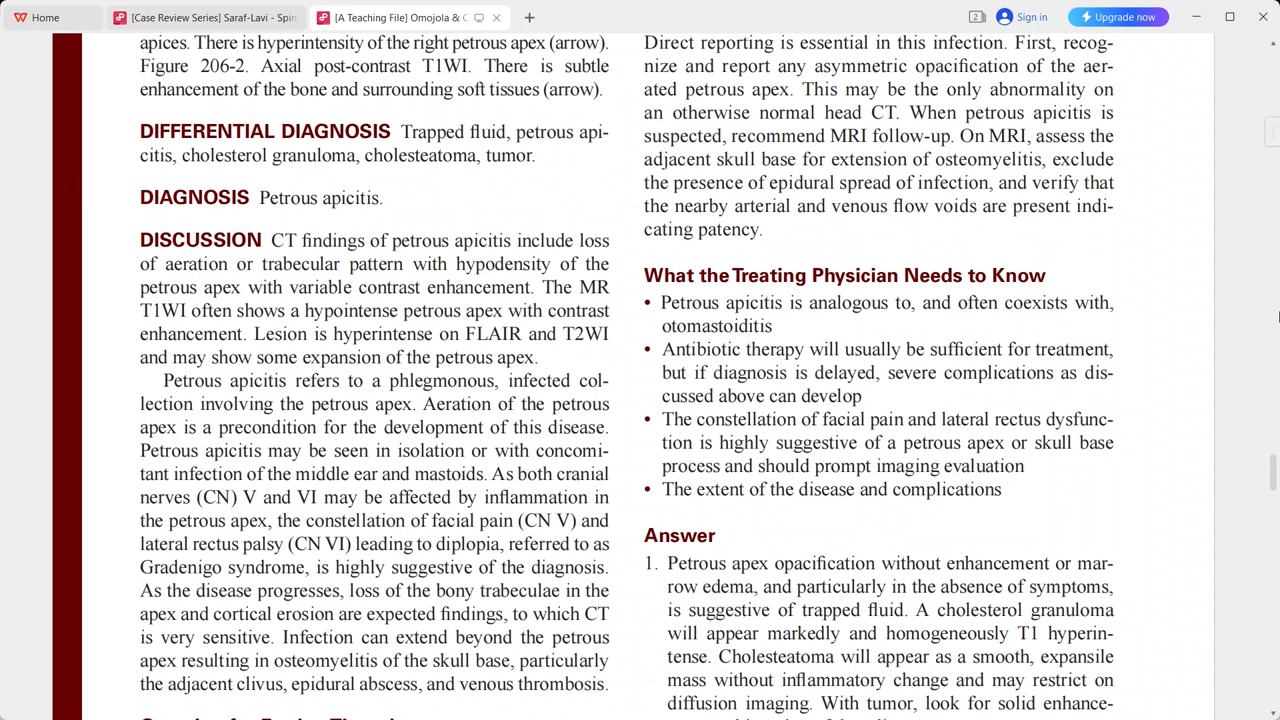 Home
[Case Review Series] Saraf-Lavi - Spin
[A Teaching File] Omojola & C
2
Sign in
Upgrade now
apices. There is hyperintensity of the right petrous apex (arrow).
Figure 206-2. Axial post-contrast T1WI. There is subtle
enhancement of the bone and surrounding soft tissues (arrow).
DIFFERENTIAL DIAGNOSIS Trapped fluid, petrous api-
citis, cholesterol granuloma, cholesteatoma, tumor.
DIAGNOSIS Petrous apicitis.
DISCUSSION CT findings of petrous apicitis include loss
of aeration or trabecular pattern with hypodensity of the
petrous apex with variable contrast enhancement. The MR
T1WI often shows a hypointense petrous apex with contrast
enhancement. Lesion is hyperintense on FLAIR and T2WI
and may show some expansion of the petrous apex.
Petrous apicitis refers to a phlegmonous, infected col-
lection involving the petrous apex. Aeration of the petrous
apex is a precondition for the development of this disease.
Petrous apicitis may be seen in isolation or with concomi-
tant infection of the middle ear and mastoids. As both cranial
nerves (CN) V and VI may be affected by inflammation in
the petrous apex, the constellation of facial pain (CN V) and
lateral rectus palsy (CN VI) leading to diplopia, referred to as
Gradenigo syndrome, is highly suggestive of the diagnosis.
As the disease progresses, loss of the bony trabeculae in the
apex and cortical erosion are expected findings, to which CT
is very sensitive. Infection can extend beyond the petrous
apex resulting in osteomyelitis of the skull base, particularly
the adjacent clivus, epidural abscess, and venous thrombosis.
Direct reporting is essential in this infection. First, recog-
nize and report any asymmetric opacification of the aer-
ated petrous apex. This may be the only abnormality on
an otherwise normal head CT. When petrous apicitis is
suspected, recommend MRI follow-up. On MRI, assess the
adjacent skull base for extension of osteomyelitis, exclude
the presence of epidural spread of infection, and verify that
the nearby arterial and venous flow voids are present indi-
cating patency.
What the Treating Physician Needs to Know
• Petrous apicitis is analogous to, and often coexists with,
otomastoiditis
• Antibiotic therapy will usually be sufficient for treatment,
but if diagnosis is delayed, severe complications as dis-
cussed above can develop
• The constellation of facial pain and lateral rectus dysfunc-
tion is highly suggestive of a petrous apex or skull base
process and should prompt imaging evaluation
• The extent of the disease and complications
Answer
1. Petrous apex opacification without enhancement or mar-
row edema, and particularly in the absence of symptoms,
is suggestive of trapped fluid. A cholesterol granuloma
will appear markedly and homogeneously T1 hyperin-
tense. Cholesteatoma will appear as a smooth, expansile
mass without inflammatory change and may restrict on
diffusion imaging. With tumor, look for solid enhance-